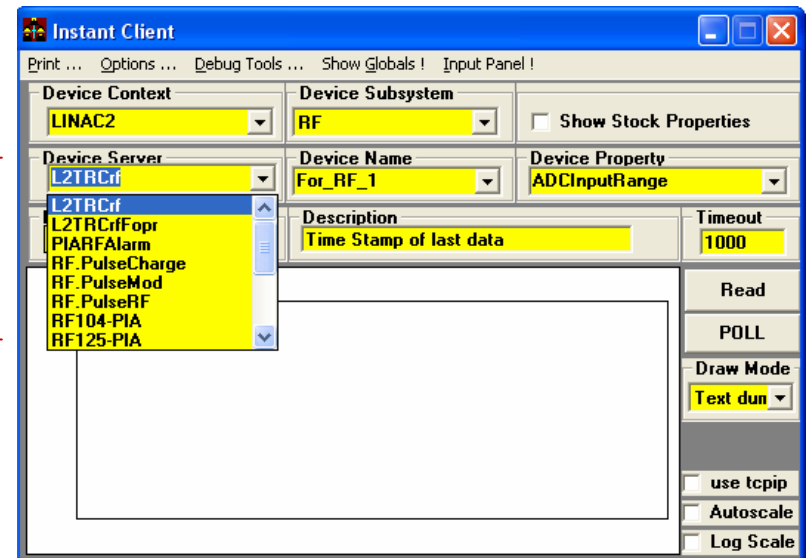 Instant Client
Print ... Options ... Debug Tools ... Show Globals ! Input Panel !
Device Context Device Subsystem
LINAC2 RF Show Stock Properties
Device Server Device Name Device Property
L2TRCrf For_RF_1 ADCInputRange
L2TRCrf
L2TRCrfFopr
PIARFAlarm
RF.PulseCharge
RF.PulseMod
RF.PulseRF
RF104-PIA
RF125-PIA
Description Timeout
Time Stamp of last data 1000
Read
POLL
Draw Mode
Text dun
use tcpip
Autoscale
Log Scale